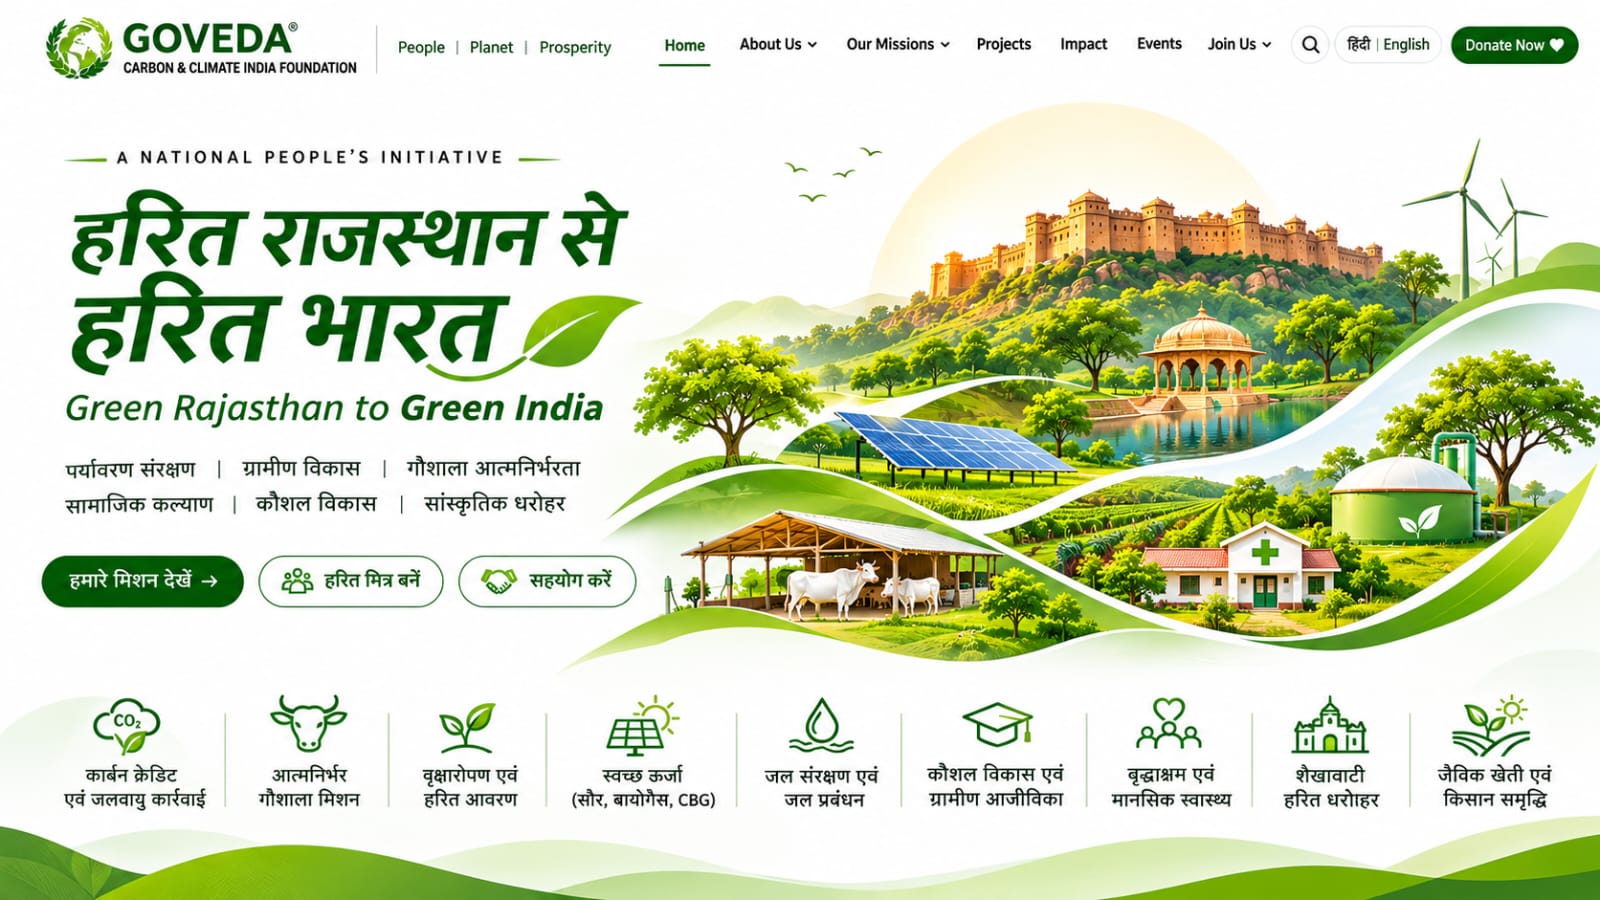 GOVEDA®
CARBON & CLIMATE INDIA FOUNDATION
People | Planet | Prosperity
Home
About Us
Our Missions
Projects
Impact
Events
Join Us
हिंदी | English
Donate Now
A NATIONAL PEOPLE'S INITIATIVE
हरित राजस्थान से
हरित भारत
Green Rajasthan to Green India
पर्यावरण संरक्षण | ग्रामीण विकास | गौशाला आत्मनिर्भरता
सामाजिक कल्याण | कौशल विकास | सांस्कृतिक धरोहर
हमारे मिशन देखें →
हरित मित्र बनें
सहयोग करें
CO₂
कार्बन क्रेडिट
एवं जलवायु कार्रवाई
आत्मनिर्भर
गौशाला मिशन
वृक्षारोपण एवं
हरित आवरण
स्वच्छ ऊर्जा
(सौर, बायोगैस, CBG)
जल संरक्षण एवं
जल प्रबंधन
कौशल विकास एवं
ग्रामीण आजीविका
बृद्धाश्रम एवं
मानसिक स्वास्थ्य
शेखावाटी
हरित धरोहर
जैविक खेती एवं
किसान समृद्धि